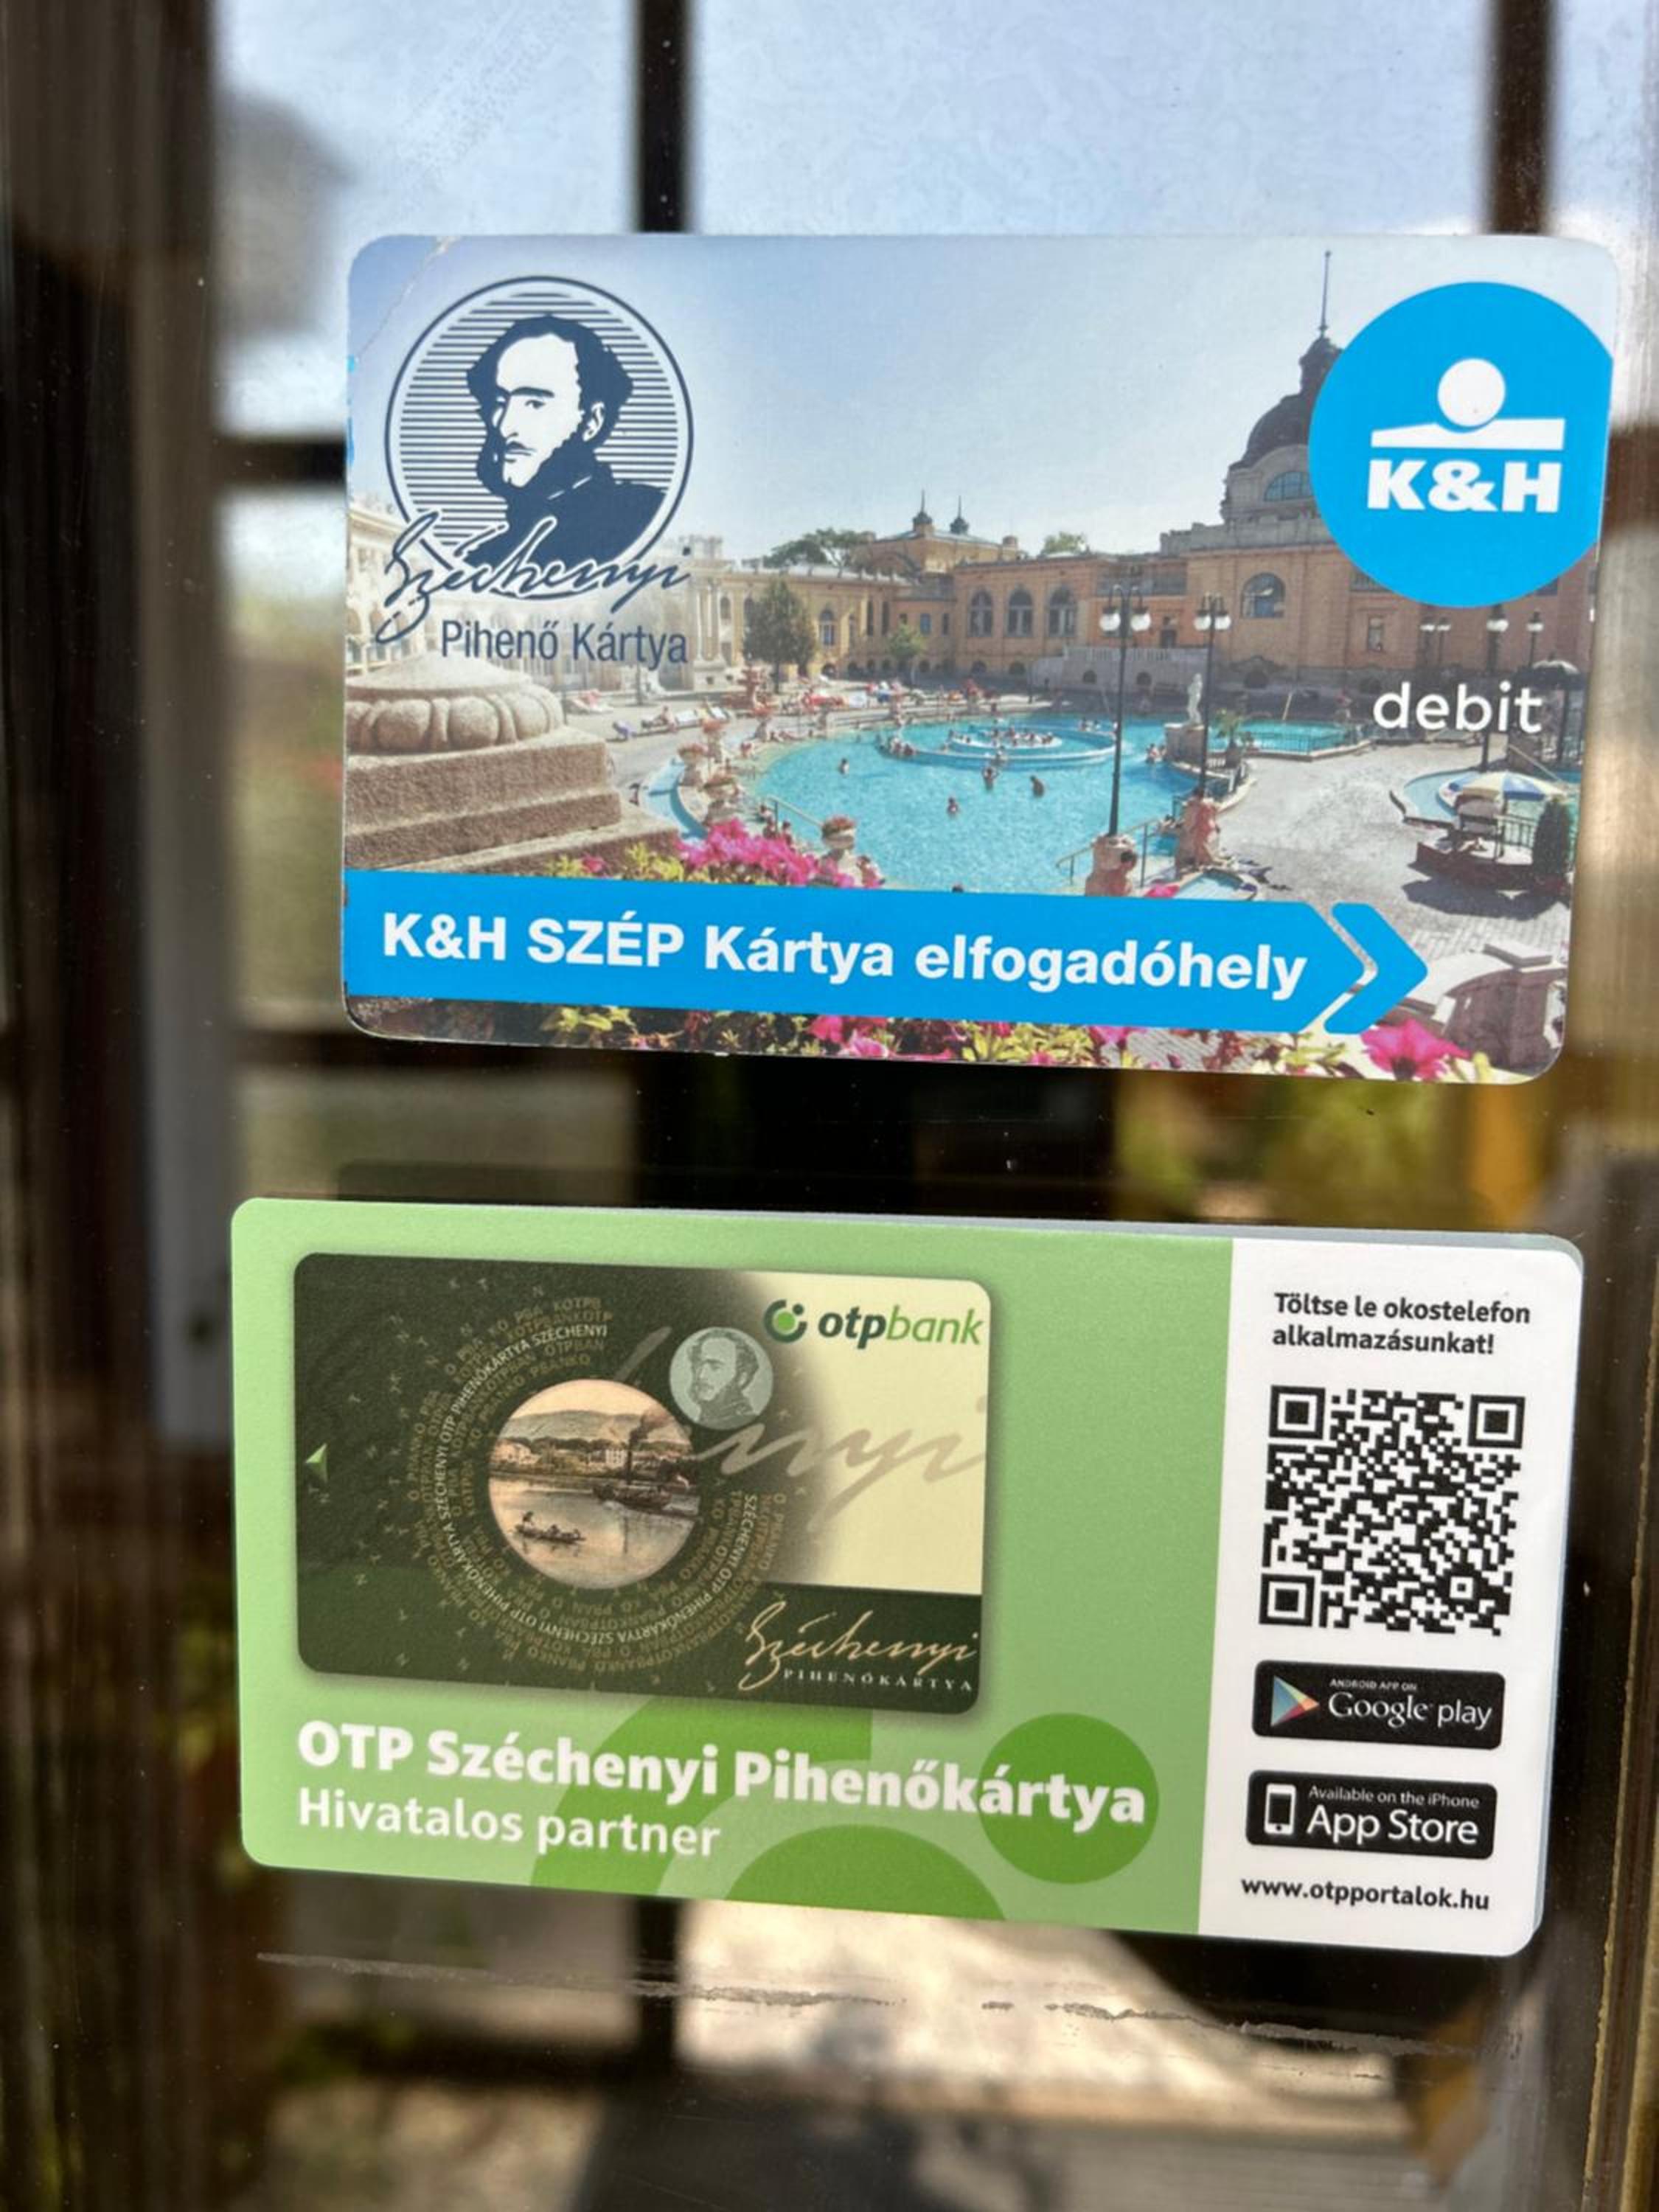 Széchenyi
Pihenő Kártya
K&H
debit
K&H SZÉP Kártya elfogadóhely
otpbank
nyi
Széchenyi
PIHENŐKÁRTYA
OTP Széchenyi Pihenőkártya
Hivatalos partner
Töltse le okostelefon
alkalmazásunkat!
ANDROID APP ON
Google play
Available on the iPhone
App Store
www.otpportalok.hu